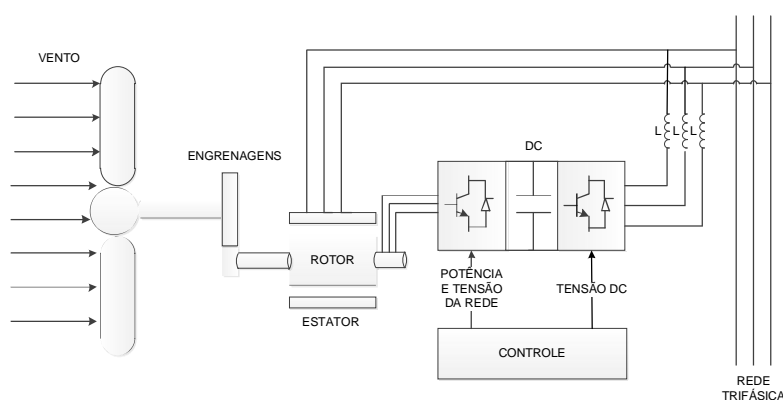 VENTO
ENGRENAGENS
DC
L
L
L
ROTOR
ESTATOR
POTÊNCIA
E TENSÃO
DA REDE
TENSÃO DC
CONTROLE
REDE
TRIFÁSICA